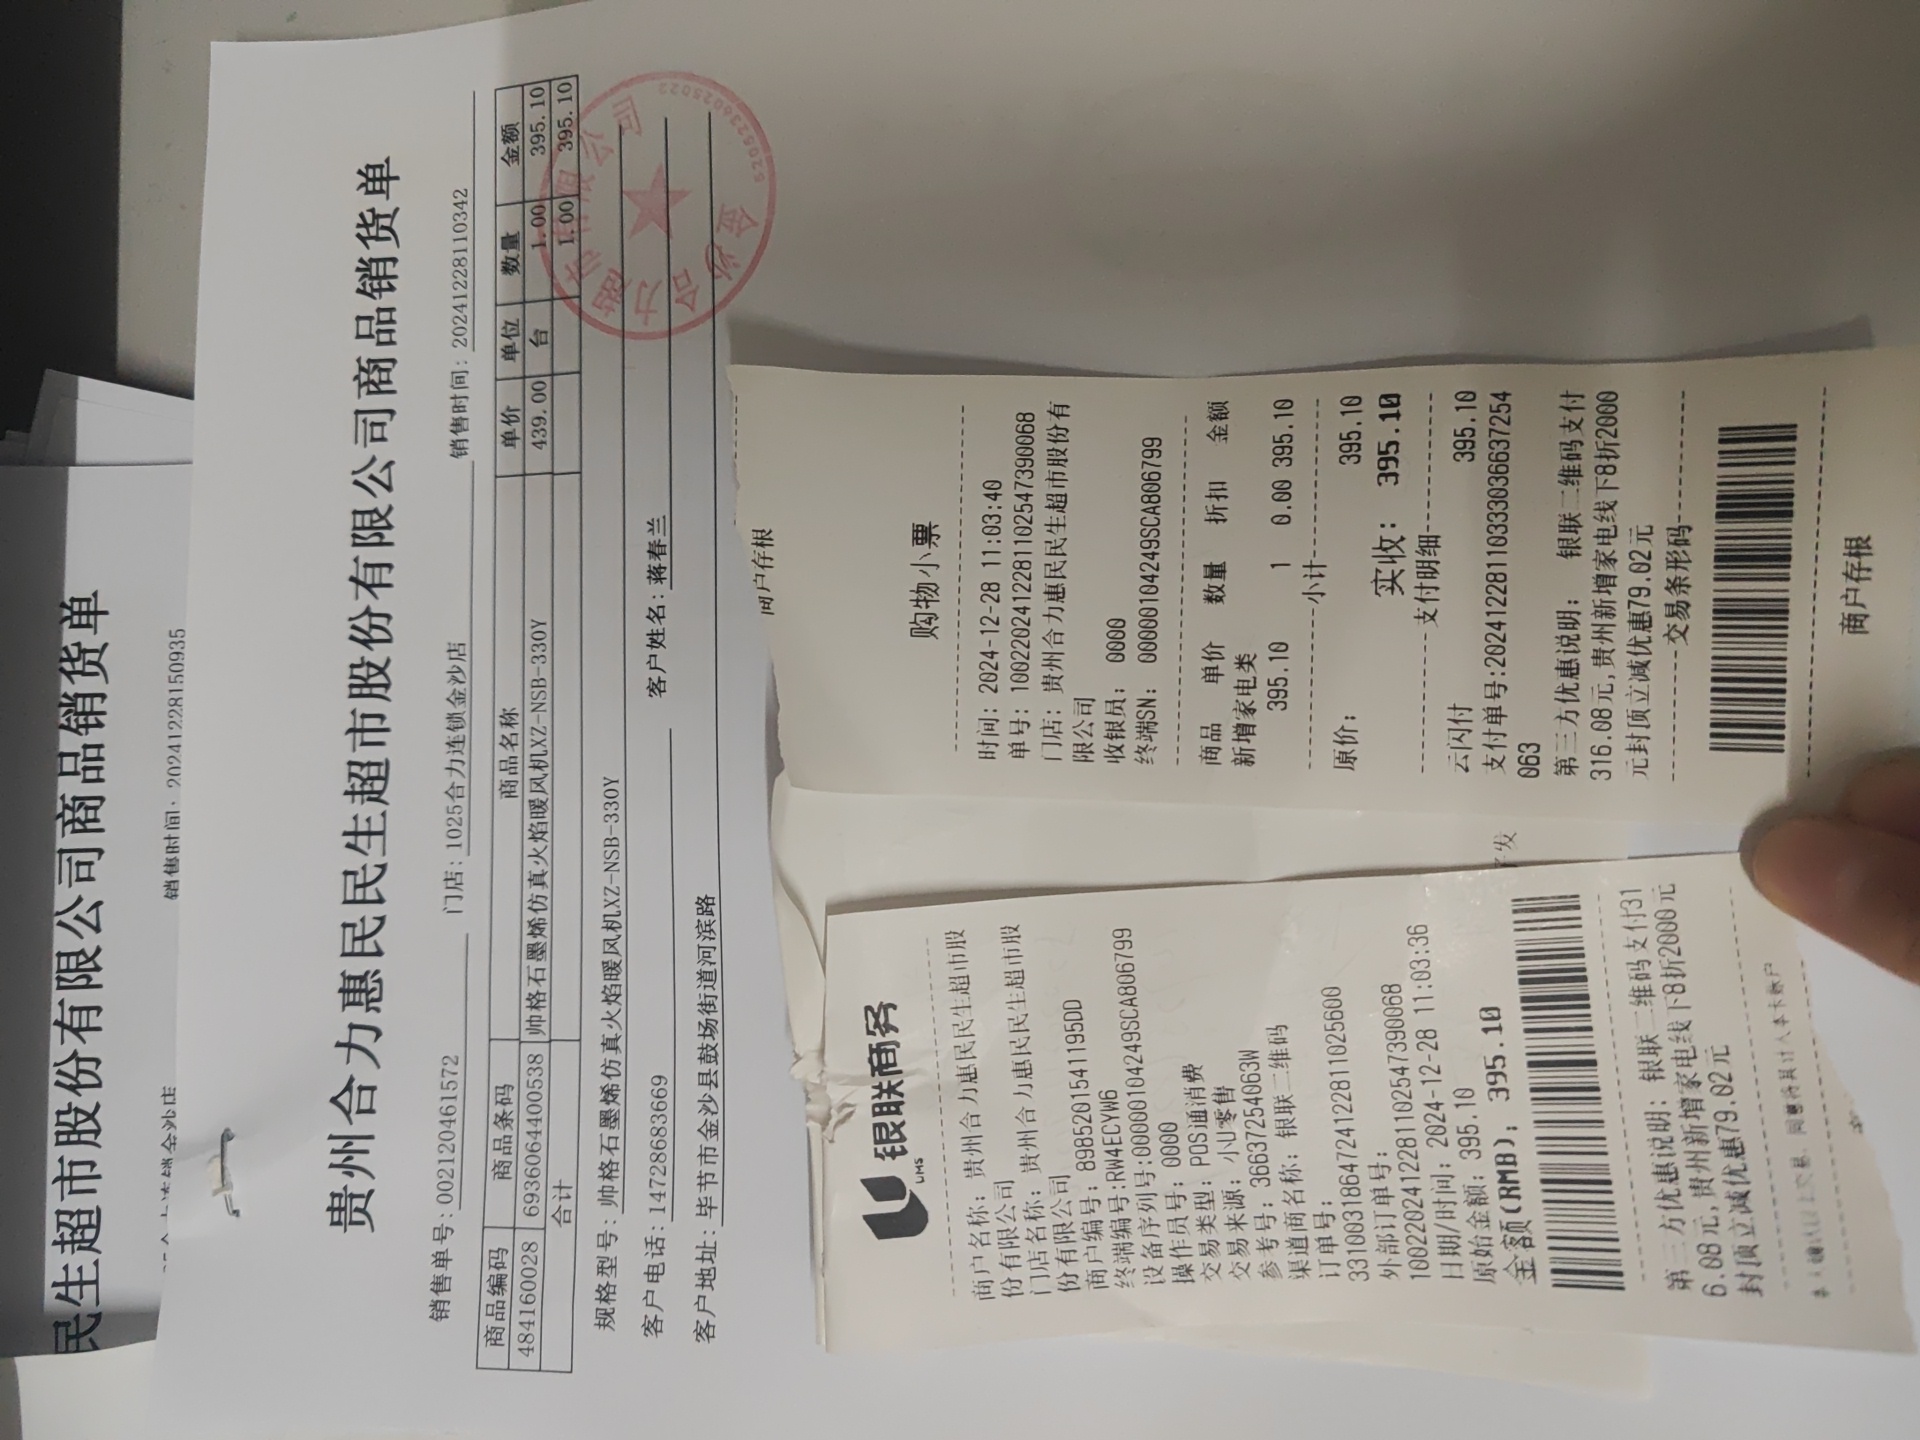 民生超市股份有限公司商品销货单
销售时间: 20241228150935
贵州合力惠民民生超市股份有限公司商品销货单
销售单号: 0021204461572 门店: 1025合力连锁金沙店 销售时间: 20241228110342
商品编码 商品条码 商品名称 单价 单位 数量 金额
484160028 6936064400538 帅格石墨烯仿真火焰暖风机XZ-NSB-330Y 439.00 台 1.00 395.10
合计 1.00 395.10
规格型号: 帅格石墨烯仿真火焰暖风机XZ-NSB-330Y
客户电话: 14728683669 客户姓名: 蒋春兰
客户地址: 毕节市金沙县鼓场街道河滨路
5205236025022
商户存根
购物小票
时间: 2024-12-28 11:03:40
单号: 10022024122811025473 90068
门店: 贵州合力惠民民生超市股份有
限公司
收银员: 0000
终端SN: 00000104249SCA806799
商品 单价 数量 折扣 金额
新增家电类
395.10 1 0.00 395.10
小计
原价: 395.10
实收: 395.10
支付明细
云闪付 395.10
支付单号:20241228110333036637254
063
第三方优惠说明: 银联二维码支付
316.08元,贵州新增家电线下8折2000
元封顶立减优惠79.02元
交易条形码
商户存根
银联商务
UMS
商户名称: 贵州合力惠民民生超市股
份有限公司
门店名称: 贵州合力惠民民生超市股
份有限公司
商户编号: 8985201541195DD
终端编号:RW4ECYW6
设备序列号:00000104249SCA806799
操作员号: 0000
交易类型: POS通消费
交易来源: 小U零售
参考号: 36637254063W
渠道商名称: 银联二维码
订单号:
33100318647241228110256​00
外部订单号:
1002202412281102547390068
日期/时间: 2024-12-28 11:03:36
原始金额: 395.10
金额(RMB): 395.10
第三方优惠说明: 银联二维码支付31
6.08元,贵州新增家电线下8折2000元
封顶立减优惠79.02元